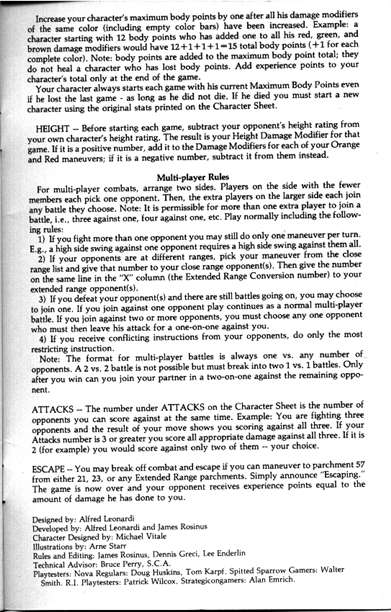 Increase your character's maximum body points by one after all his damage modifiers
of the same color (including empty color bars) have been increased. Example: a
character starting with 12 body points who has added one to all his red, green, and
brown damage modifiers would have 12+1+1+1=15 total body points (+1 for each
complete color). Note: body points are added to the maximum body point total; they
do not heal a character who has lost body points. Add experience points to your
character's total only at the end of the game.
Your character always starts each game with his current Maximum Body Points even
if he lost the last game - as long as he did not die. If he died you must start a new
character using the original stats printed on the Character Sheet.
HEIGHT -- Before starting each game, subtract your opponent's height rating from
your own character's height rating. The result is your Height Damage Modifier for that
game. If it is a positive number, add it to the Damage Modifiers for each of your Orange
and Red maneuvers; if it is a negative number, subtract it from them instead.
Multi-player Rules
For multi-player combats, arrange two sides. Players on the side with the fewer
members each pick one opponent. Then, the extra players on the larger side each join
any battle they choose. Note: It is permissible for more than one extra player to join a
battle, i.e., three against one, four against one, etc. Play normally including the follow-
ing rules:
1) If you fight more than one opponent you may still do only one maneuver per turn.
E.g., a high side swing against one opponent requires a high side swing against them all.
2) If your opponents are at different ranges, pick your maneuver from the close
range list and give that number to your close range opponent(s). Then give the number
on the same line in the "X" column (the Extended Range Conversion number) to your
extended range opponent(s).
3) If you defeat your opponent(s) and there are still battles going on, you may choose
to join one. If you join against one opponent play continues as a normal multi-player
battle. If you join against two or more opponents, you must choose any one opponent
who must then leave his attack for a one-on-one against you.
4) If you receive conflicting instructions from your opponents, do only the most
restricting instruction.
Note: The format for multi-player battles is always one vs. any number of
opponents. A 2 vs. 2 battle is not possible but must break into two 1 vs. 1 battles. Only
after you win can you join your partner in a two-on-one against the remaining oppo-
nent.
ATTACKS -- The number under ATTACKS on the Character Sheet is the number of
opponents you can score against at the same time. Example: You are fighting three
opponents and the result of your move shows you scoring against all three. If your
Attacks number is 3 or greater you score all appropriate damage against all three. If it is
2 (for example) you would score against only two of them -- your choice.
ESCAPE -- You may break off combat and escape if you can maneuver to parchment 57
from either 21, 23, or any Extended Range parchments. Simply announce "Escaping."
The game is now over and your opponent receives experience points equal to the
amount of damage he has done to you.
Designed by: Alfred Leonardi
Developed by: Alfred Leonardi and James Rosinus
Character Designed by: Michael Vitale
Illustrations by: Arne Starr
Rules and Editing: James Rosinus, Dennis Greci, Lee Enderlin
Technical Advisor: Bruce Perry, S.C.A.
Playtesters: Nova Regulars: Doug Huskins, Tom Karpf. Spitted Sparrow Gamers: Walter
Smith. R.I. Playtesters: Patrick Wilcox. Strategicongamers: Alan Emrich.